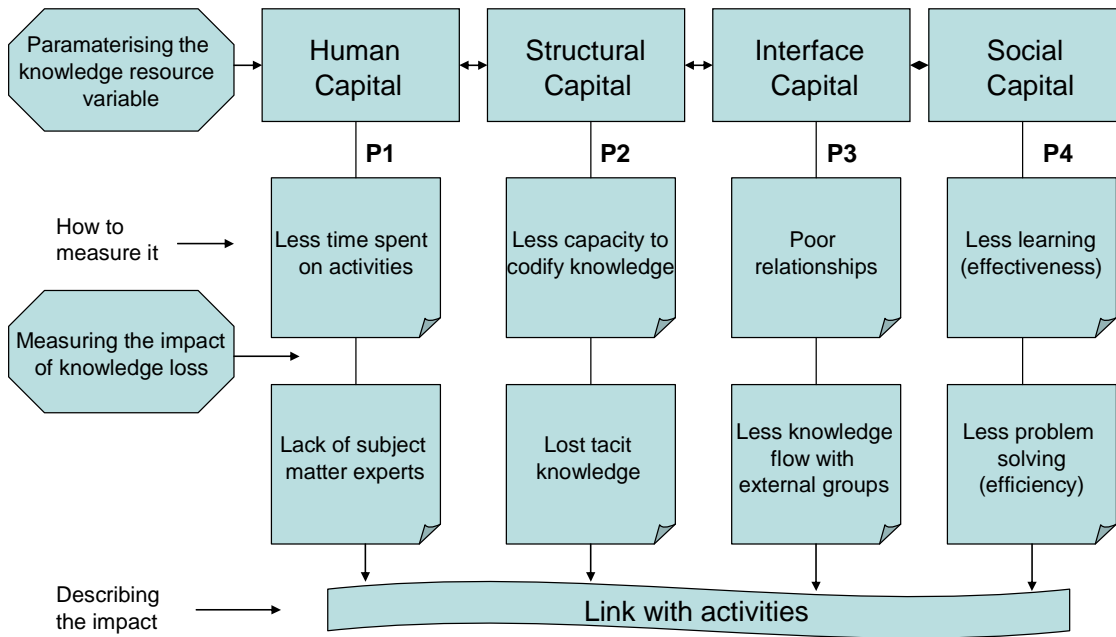 Paramaterising the
knowledge resource
variable
Human
Capital
Structural
Capital
Interface
Capital
Social
Capital
P1
P2
P3
P4
How to
measure it
Less time spent
on activities
Less capacity to
codify knowledge
Poor
relationships
Less learning
(effectiveness)
Measuring the impact
of knowledge loss
Lack of subject
matter experts
Lost tacit
knowledge
Less knowledge
flow with
external groups
Less problem
solving
(efficiency)
Describing
the impact
Link with activities